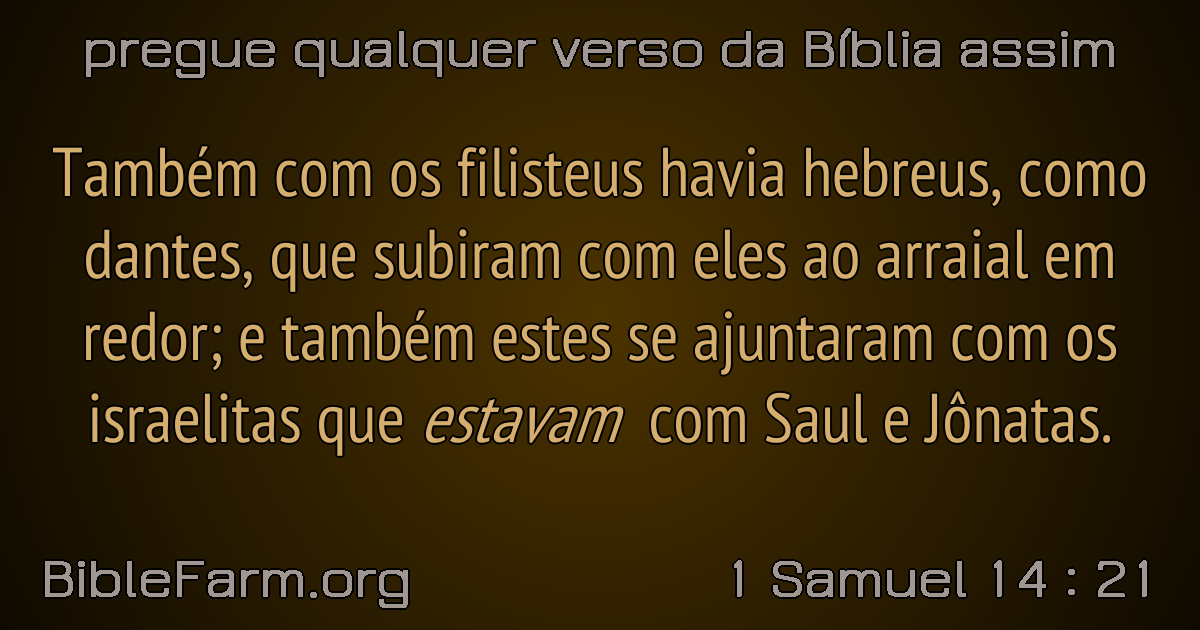 pregue qualquer verso da Bíblia assim
Também com os filisteus havia hebreus, como
dantes, que subiram com eles ao arraial em
redor; e também estes se ajuntaram com os
israelitas que estavam com Saul e Jônatas.
BibleFarm.org
1 Samuel 14 : 21